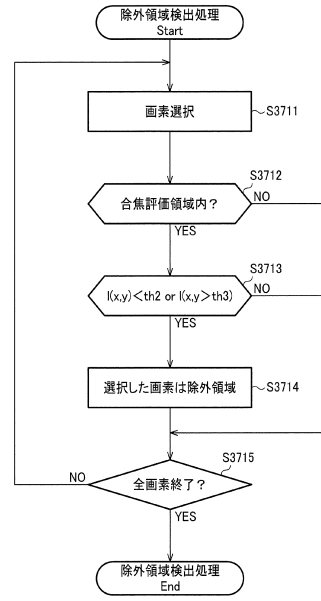 除外領域検出処理
Start
画素選択
S3711
S3712
合焦評価領域内？
NO
YES
S3713
I(x,y)＜th2 or I(x,y＞th3)
NO
YES
選択した画素は除外領域
S3714
S3715
NO
全画素終了？
YES
除外領域検出処理
End